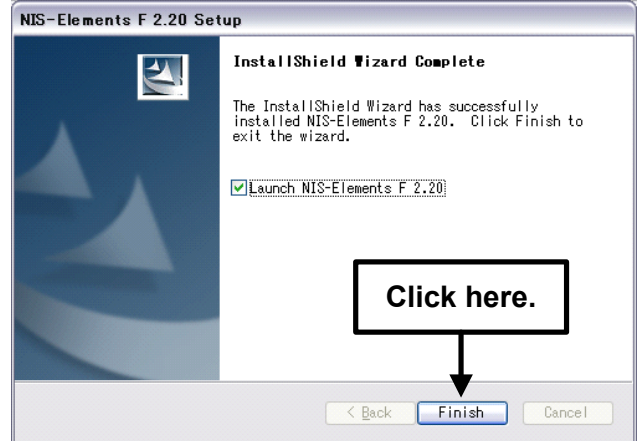 NIS-Elements F 2.20 Setup
InstallShield Wizard Complete
The InstallShield Wizard has successfully
installed NIS-Elements F 2.20. Click Finish to
exit the wizard.
Launch NIS-Elements F 2.20
Click here.
< Back Finish Cancel